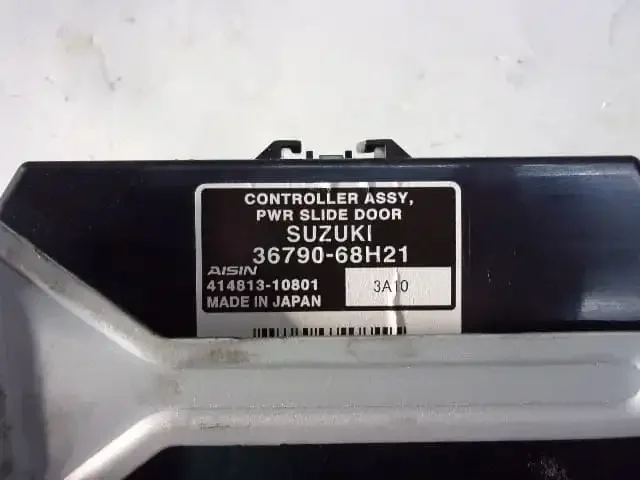 CONTROLLER ASSY,
PWR SLIDE DOOR
SUZUKI
36790-68H21
AISIN
414813-10801
3A10
MADE IN JAPAN